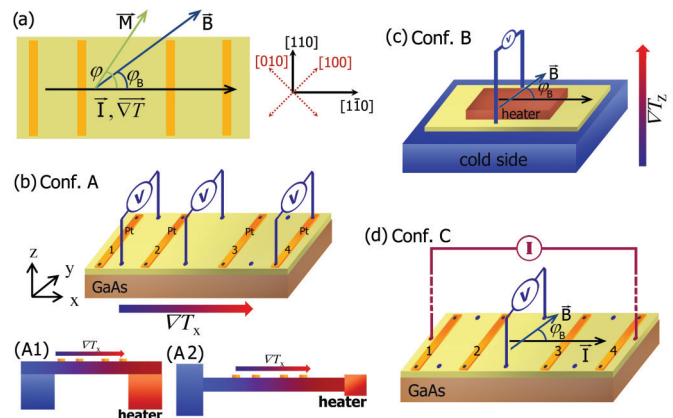 (a)
M
B
φ
φB
I, ∇T
[110]
[010]
[100]
[11̄0]
(c) Conf. B
V
B
φB
heater
cold side
∇TZ
(b) Conf. A
V
V
V
Pt
Pt
Pt
Pt
1
2
3
4
GaAs
z
y
x
∇Tx
(A1)
∇Tx
heater
(A2)
∇Tx
heater
(d) Conf. C
I
V
B
φB
I
1
2
3
4
GaAs